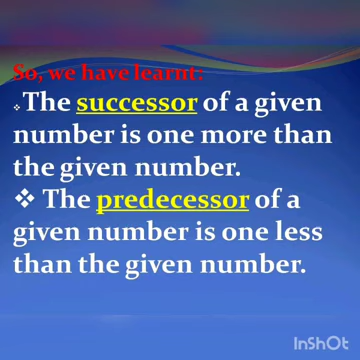 So, we have learnt:
❖The successor of a given
number is one more than
the given number.
❖ The predecessor of a
given number is one less
than the given number.
InShOt